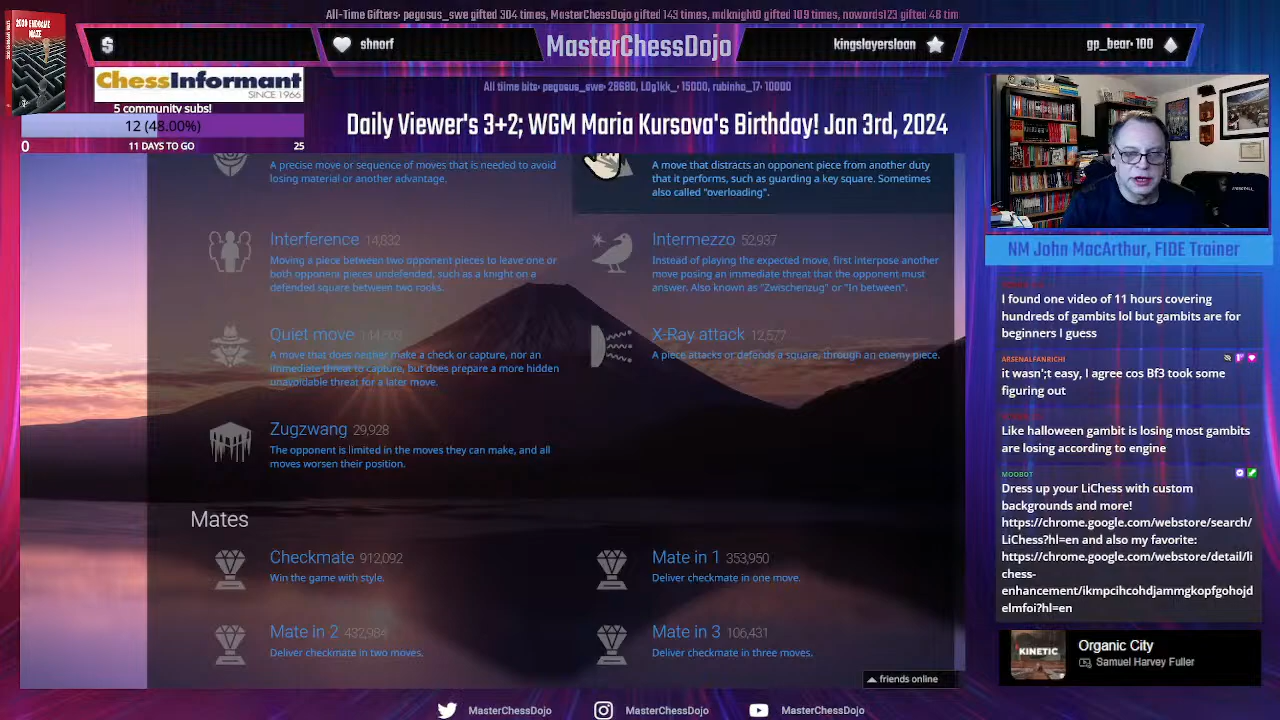 All-Time Gifters• pegasus_swe gifted 304 times, MasterChessDojo gifted 143 times, mdknight0 gifted 109 times, nowards123 gifted 46 tim
2020 ENDGAME
MAZE
$
shnorf
MasterChessDojo
kingslayersloan
gp_bear• 100
ChessInformant
SINCE 1966
All time bits• pegasus_swe• 28680, L0g1kk_• 15000, rubinho_17• 10000
5 community subs!
12 (48.00%)
0
11 DAYS TO GO
25
Daily Viewer's 3+2; WGM Maria Kursova's Birthday! Jan 3rd, 2024
A precise move or sequence of moves that is needed to avoid
losing material or another advantage.
A move that distracts an opponent piece from another duty
that it performs, such as guarding a key square. Sometimes
also called "overloading".
Interference 14,832
Moving a piece between two opponent pieces to leave one or
both opponent pieces undefended, such as a knight on a
defended square between two rooks.
Intermezzo 52,937
Instead of playing the expected move, first interpose another
move posing an immediate threat that the opponent must
answer. Also known as "Zwischenzug" or "In between".
Quiet move
A move that does neither make a check or capture, nor an
immediate threat to capture, but does prepare a more hidden
unavoidable threat for a later move.
X-Ray attack 12,577
A piece attacks or defends a square, through an enemy piece.
Zugzwang 29,928
The opponent is limited in the moves they can make, and all
moves worsen their position.
Mates
Checkmate 912,092
Win the game with style.
Mate in 1 353,950
Deliver checkmate in one move.
Mate in 2 432,984
Deliver checkmate in two moves.
Mate in 3 106,431
Deliver checkmate in three moves.
friends online
NM John MacArthur, FIDE Trainer
I found one video of 11 hours covering
hundreds of gambits lol but gambits are for
beginners I guess
ARSENALFANRICHI
it wasn';t easy, I agree cos Bf3 took some
figuring out
Like halloween gambit is losing most gambits
are losing according to engine
MOOBOT
Dress up your LiChess with custom
backgrounds and more!
https://chrome.google.com/webstore/search/
LiChess?hl=en and also my favorite:
https://chrome.google.com/webstore/detail/li
chess-
enhancement/ikmpcihcohdjammgkopfgohojd
elmfoi?hl=en
KINETIC
Organic City
Samuel Harvey Fuller
MasterChessDojo
MasterChessDojo
MasterChessDojo